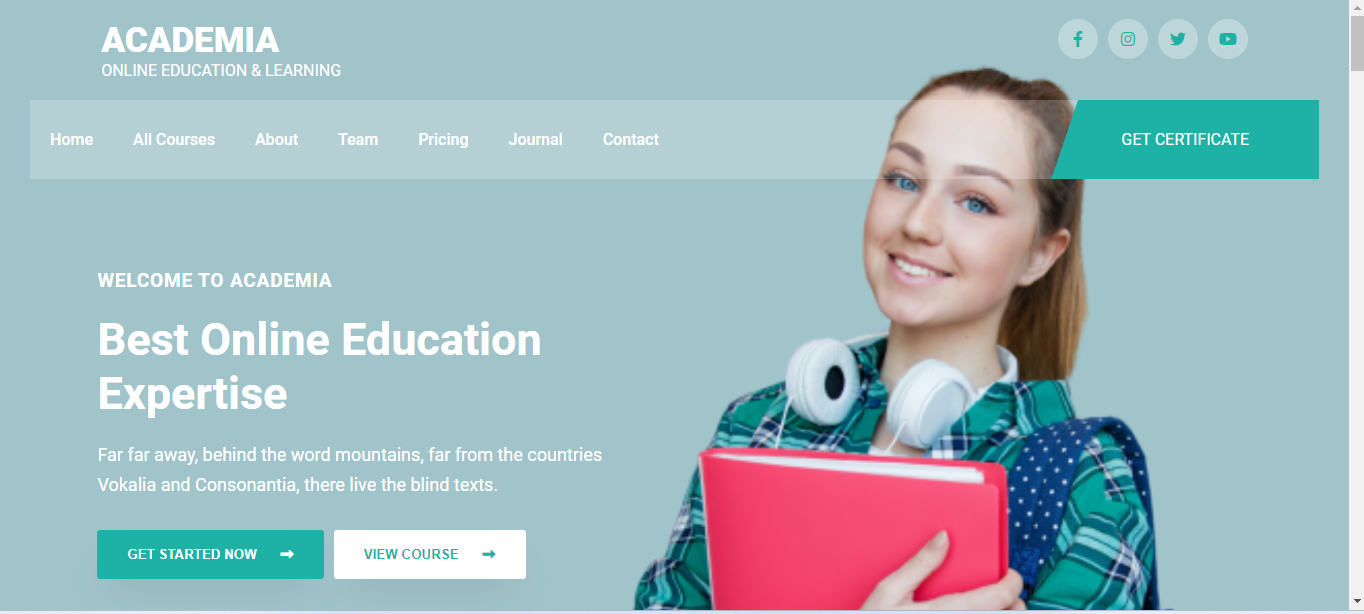 ACADEMIA
ONLINE EDUCATION & LEARNING
Home All Courses About Team Pricing Journal Contact GET CERTIFICATE
WELCOME TO ACADEMIA
Best Online Education
Expertise
Far far away, behind the word mountains, far from the countries
Vokalia and Consonantia, there live the blind texts.
GET STARTED NOW VIEW COURSE